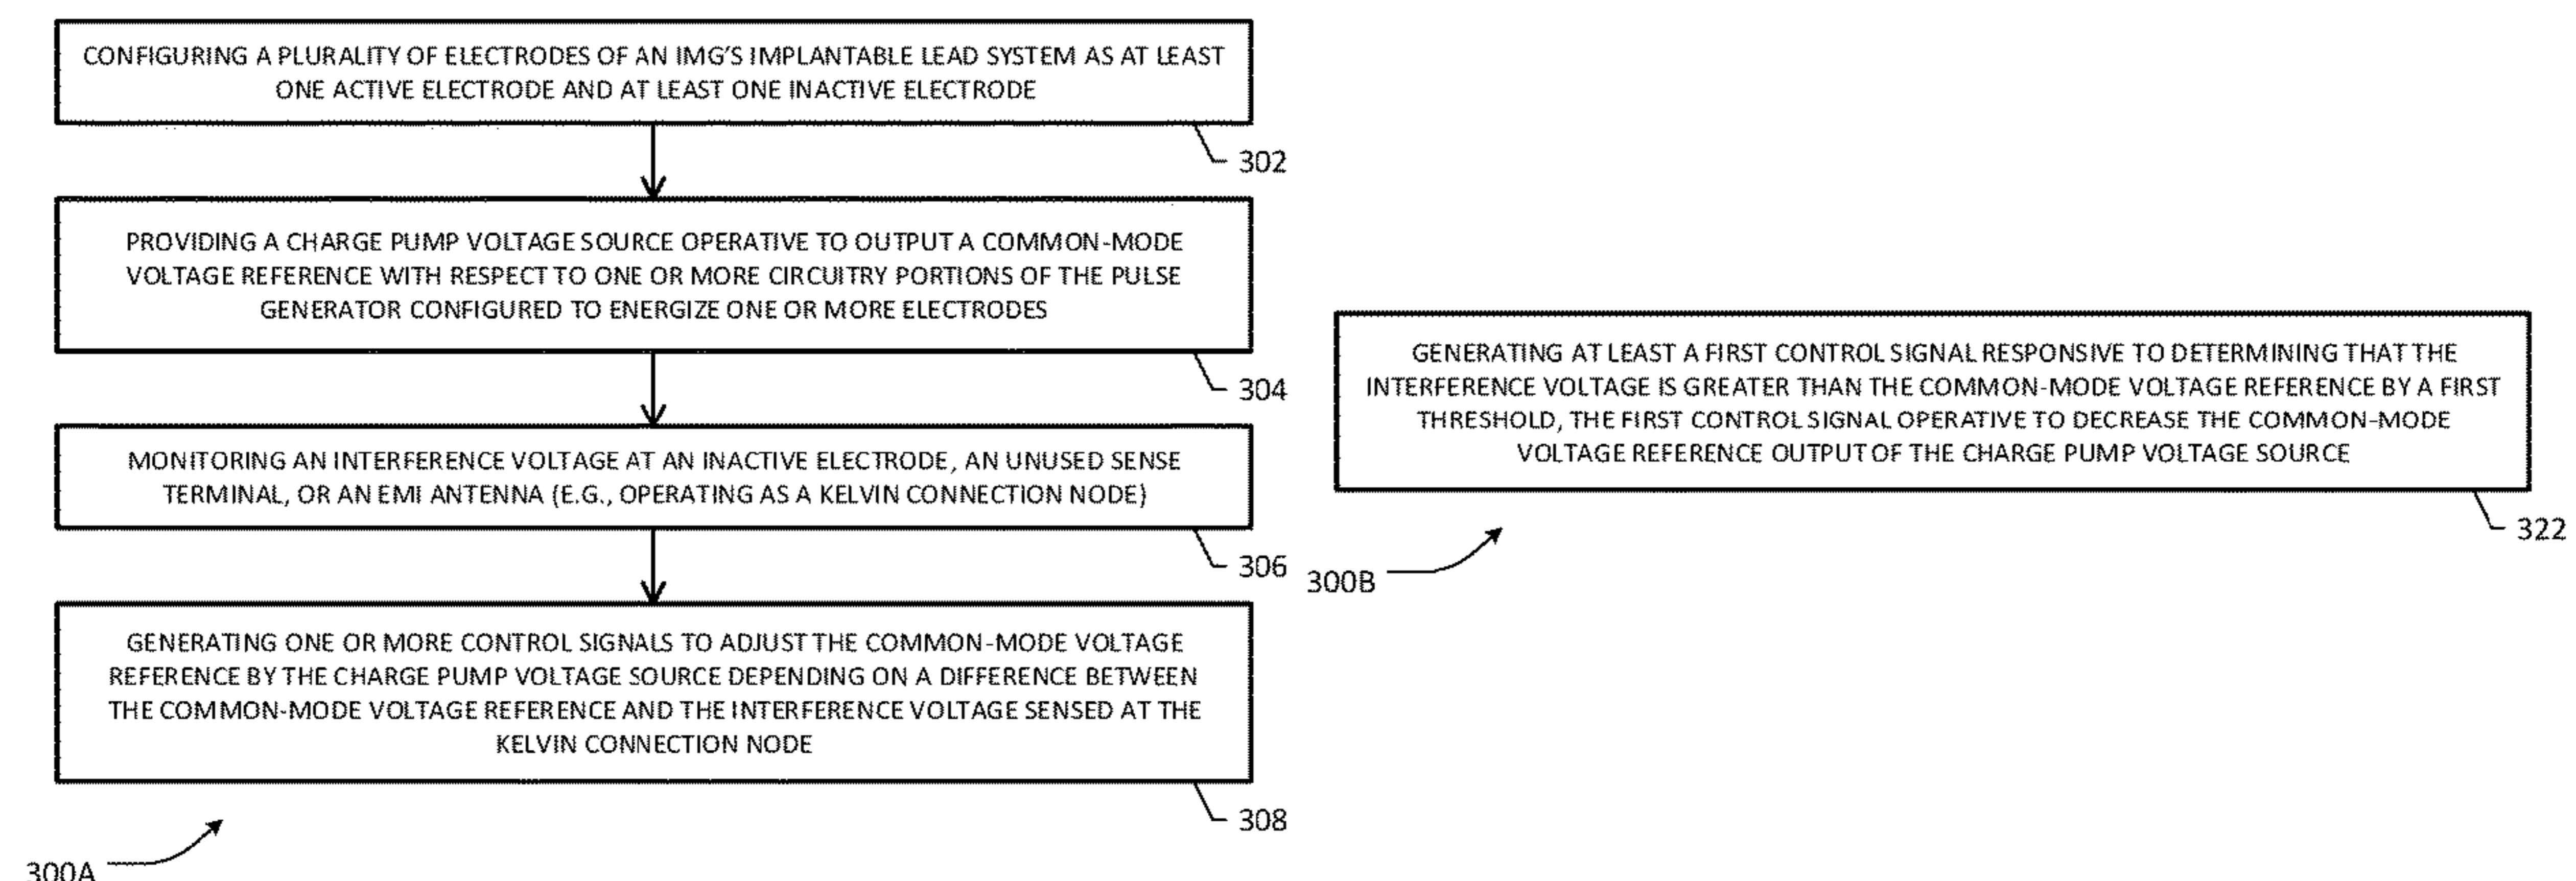 CONFIGURING A PLURALITY OF ELECTRODES OF AN IMG'S IMPLANTABLE LEAD SYSTEM AS AT LEAST
ONE ACTIVE ELECTRODE AND AT LEAST ONE INACTIVE ELECTRODE
302
PROVIDING A CHARGE PUMP VOLTAGE SOURCE OPERATIVE TO OUTPUT A COMMON-MODE
VOLTAGE REFERENCE WITH RESPECT TO ONE OR MORE CIRCUITRY PORTIONS OF THE PULSE
GENERATOR CONFIGURED TO ENERGIZE ONE OR MORE ELECTRODES
304
MONITORING AN INTERFERENCE VOLTAGE AT AN INACTIVE ELECTRODE, AN UNUSED SENSE
TERMINAL, OR AN EMI ANTENNA (E.G., OPERATING AS A KELVIN CONNECTION NODE)
306
GENERATING ONE OR MORE CONTROL SIGNALS TO ADJUST THE COMMON-MODE VOLTAGE
REFERENCE BY THE CHARGE PUMP VOLTAGE SOURCE DEPENDING ON A DIFFERENCE BETWEEN
THE COMMON-MODE VOLTAGE REFERENCE AND THE INTERFERENCE VOLTAGE SENSED AT THE
KELVIN CONNECTION NODE
308
300A
GENERATING AT LEAST A FIRST CONTROL SIGNAL RESPONSIVE TO DETERMINING THAT THE
INTERFERENCE VOLTAGE IS GREATER THAN THE COMMON-MODE VOLTAGE REFERENCE BY A FIRST
THRESHOLD, THE FIRST CONTROL SIGNAL OPERATIVE TO DECREASE THE COMMON-MODE
VOLTAGE REFERENCE OUTPUT OF THE CHARGE PUMP VOLTAGE SOURCE
322
300B